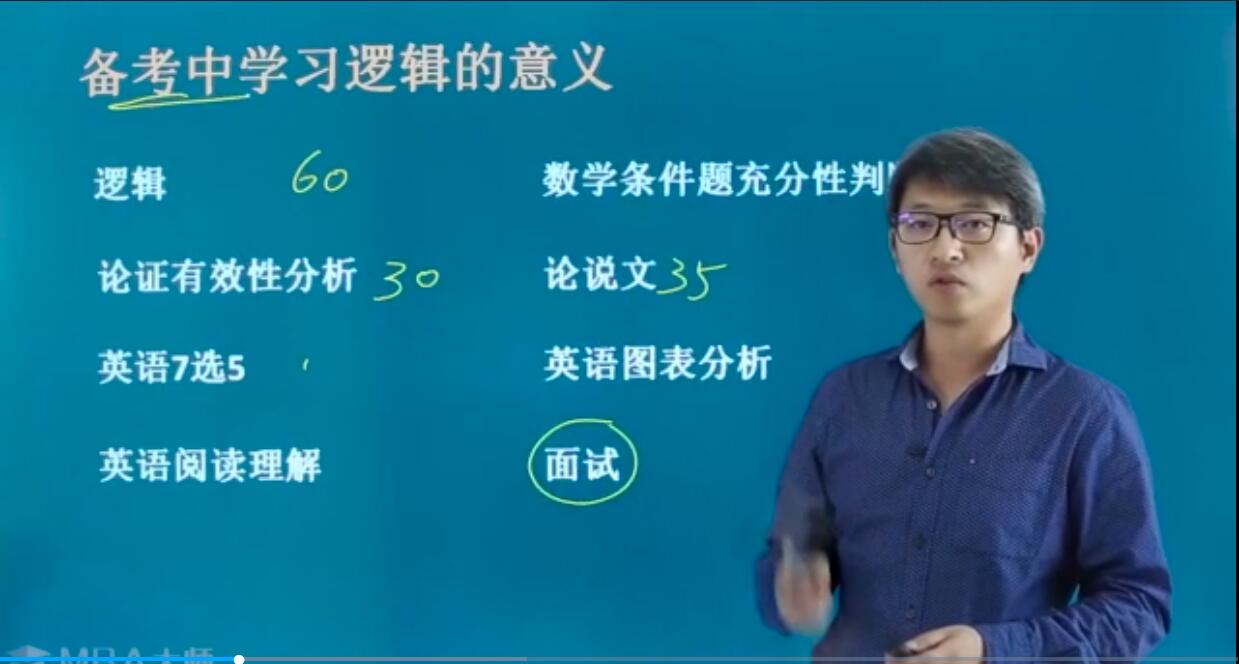 备考中学习逻辑的意义
逻辑 60
数学条件题充分性判
论证有效性分析 30
论说文 35
英语7选5
英语图表分析
英语阅读理解
面试
MBA大师